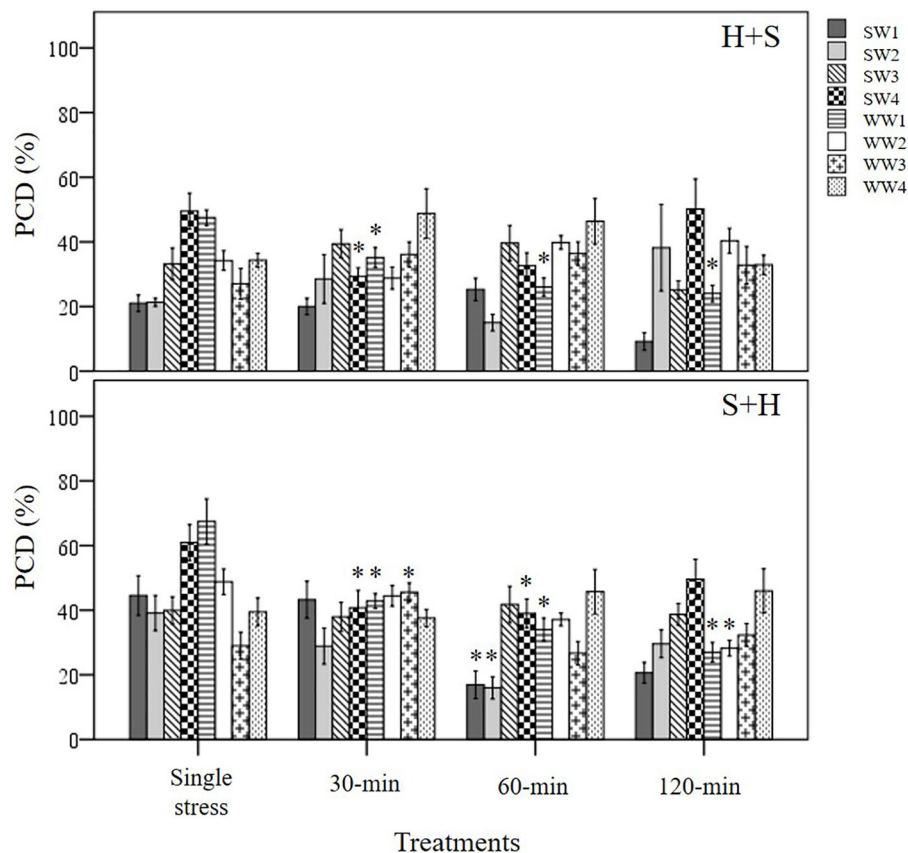 H+S
SW1
SW2
SW3
SW4
WW1
WW2
WW3
WW4
PCD (%)
100
80
60
40
20
0
* *
*
*
S+H
PCD (%)
100
80
60
40
20
0
* * *
* * * *
* *
Single stress
30-min
60-min
120-min
Treatments